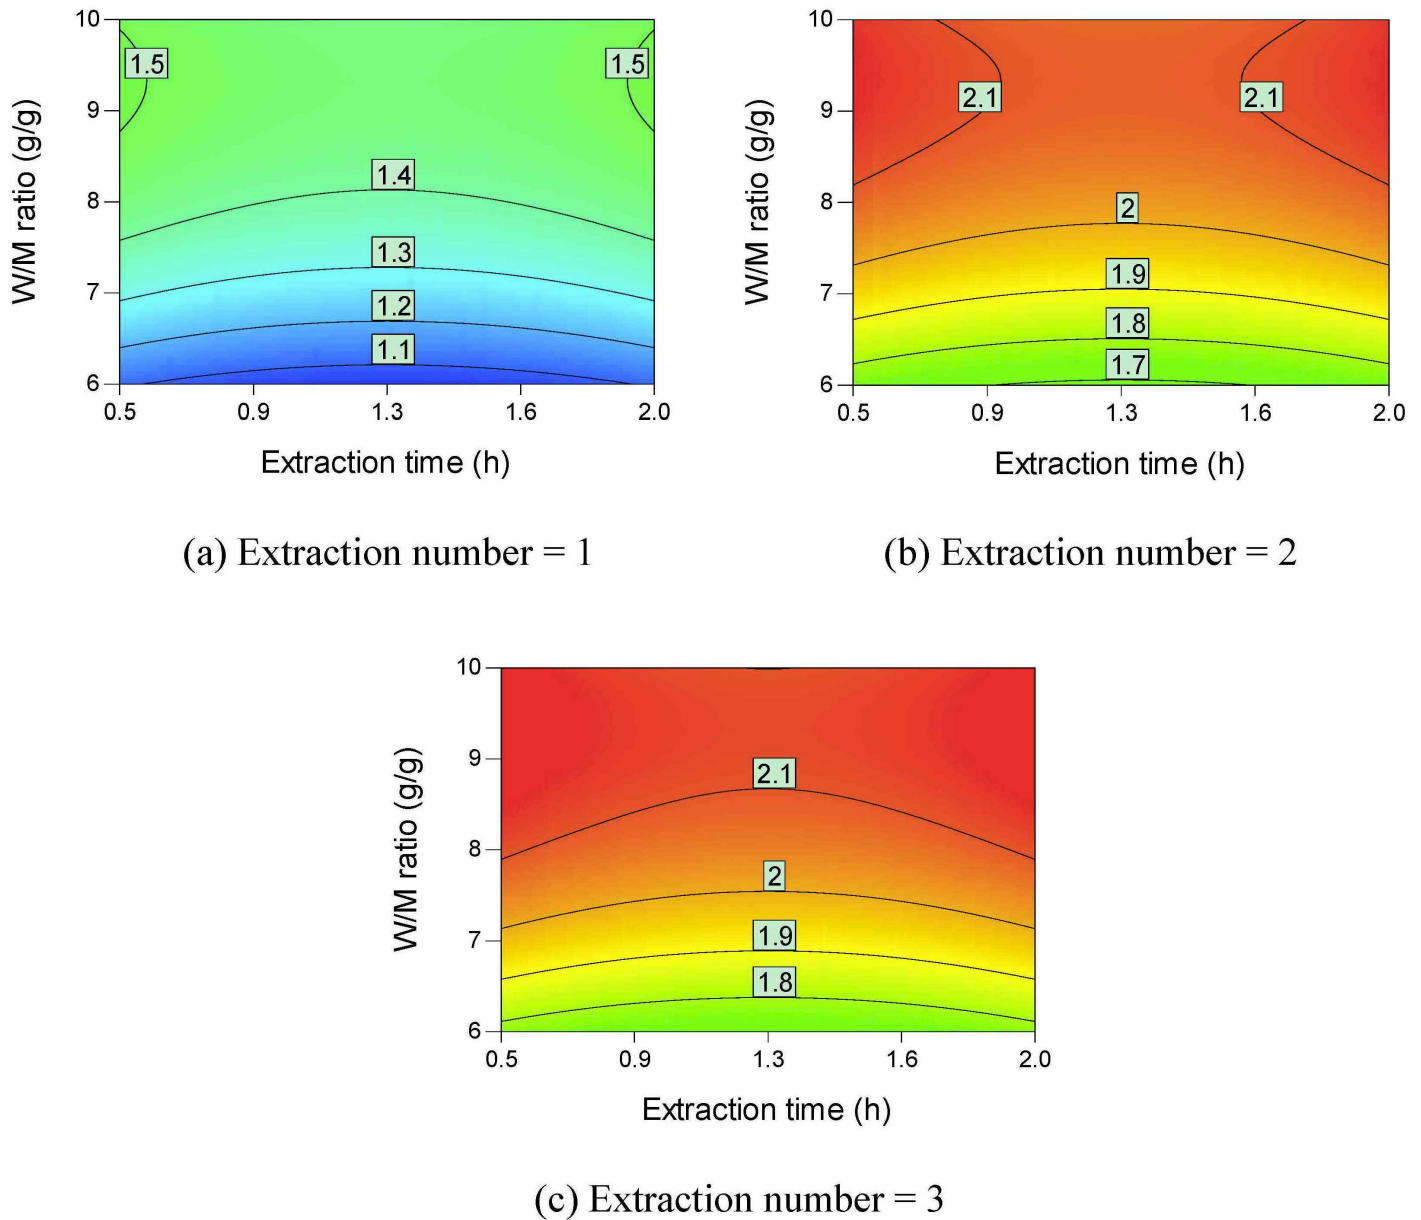 10
9
8
7
6
W/M ratio (g/g)
1.5
1.5
1.4
1.3
1.2
1.1
0.5 0.9 1.3 1.6 2.0
Extraction time (h)
(a) Extraction number = 1
10
9
8
7
6
W/M ratio (g/g)
2.1
2.1
2
1.9
1.8
1.7
0.5 0.9 1.3 1.6 2.0
Extraction time (h)
(b) Extraction number = 2
10
9
8
7
6
W/M ratio (g/g)
2.1
2
1.9
1.8
0.5 0.9 1.3 1.6 2.0
Extraction time (h)
(c) Extraction number = 3